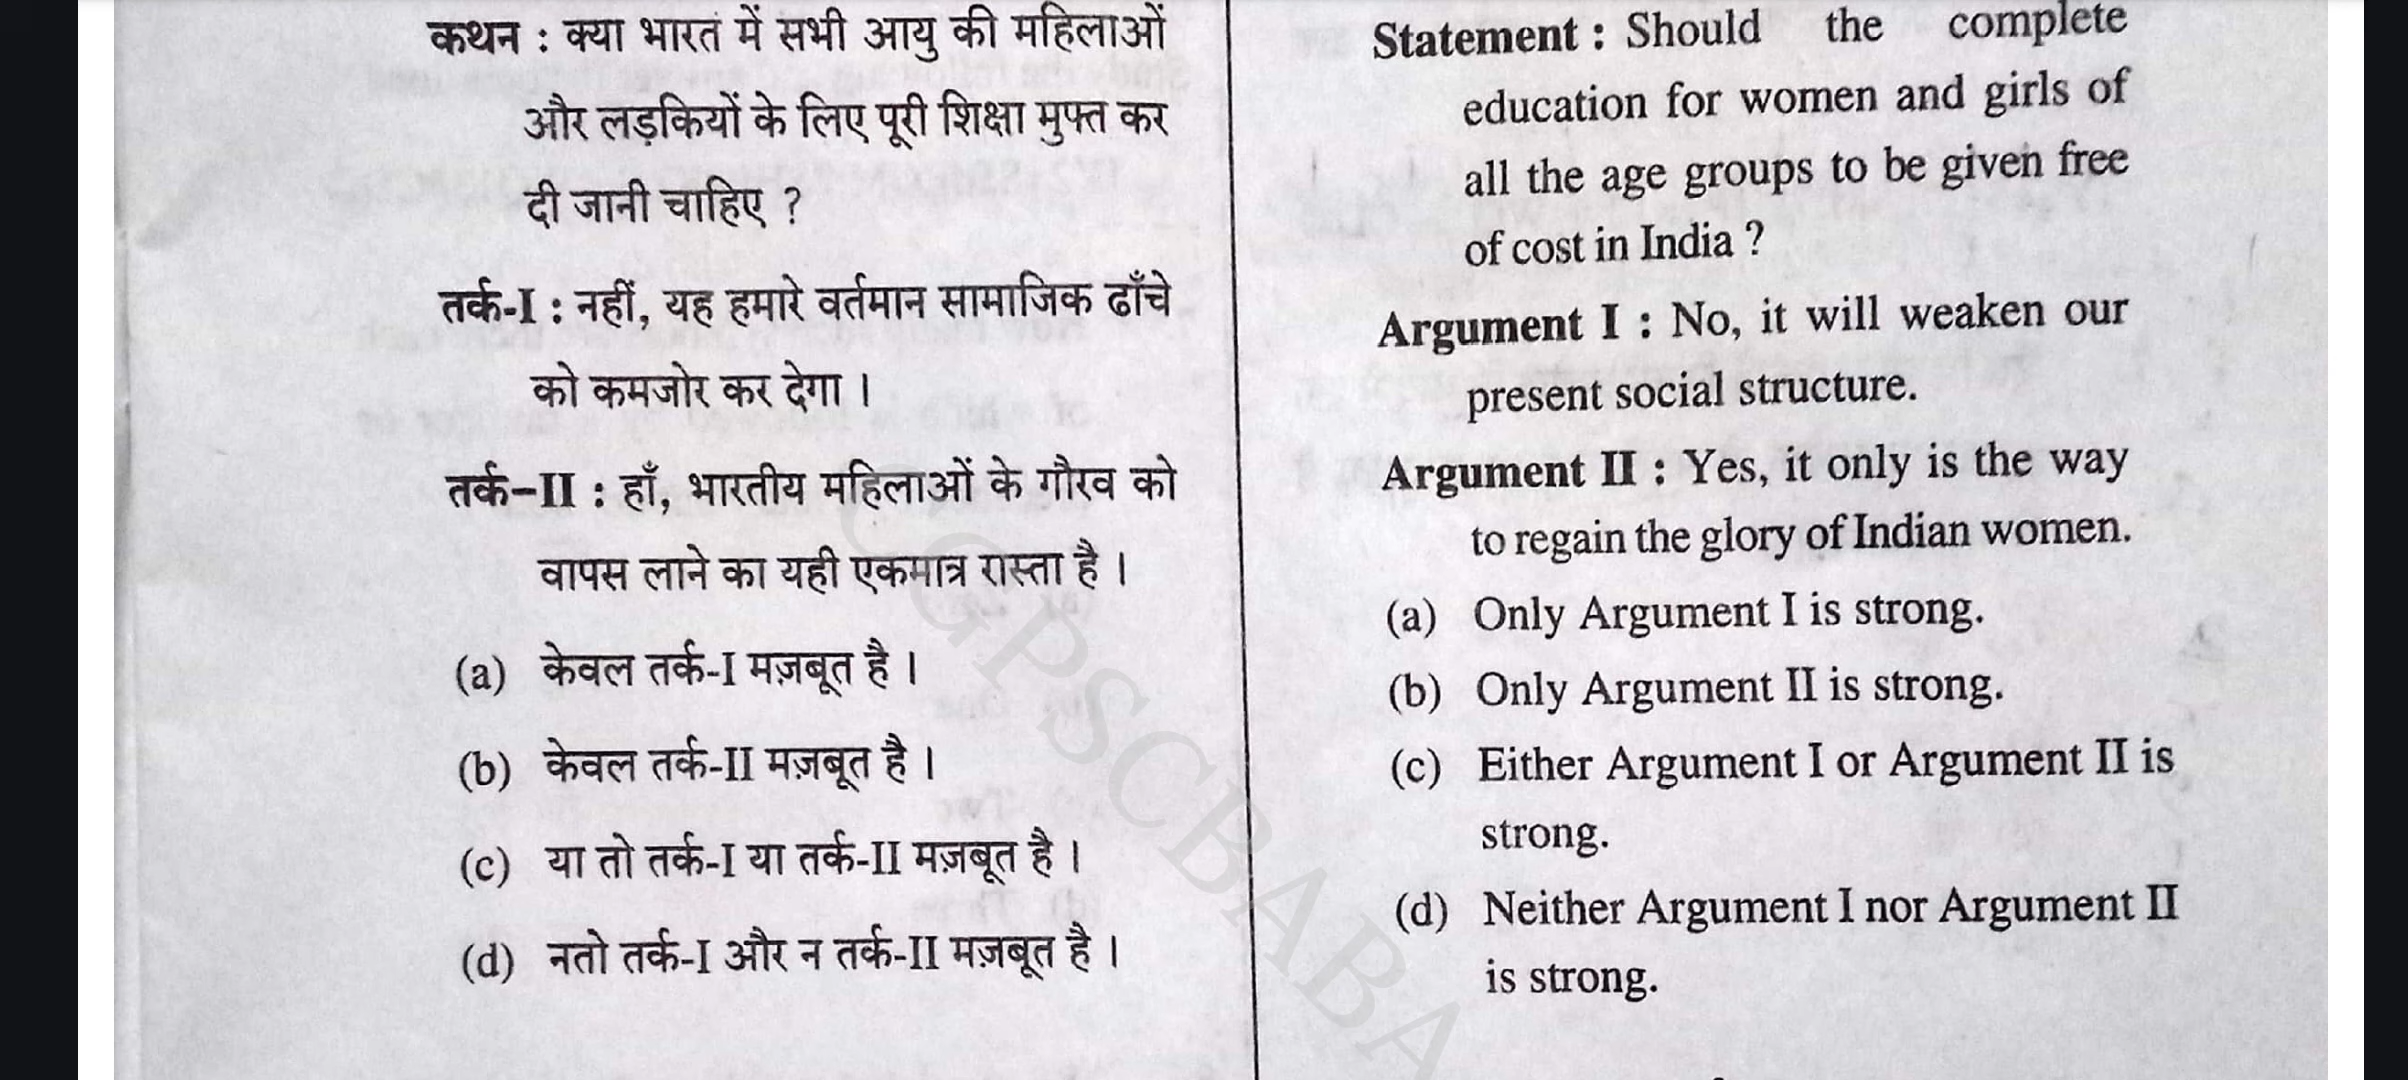 कथन : क्या भारत में सभी आयु की महिलाओं
और लड़कियों के लिए पूरी शिक्षा मुफ्त कर
दी जानी चाहिए ?
तर्क-I : नहीं, यह हमारे वर्तमान सामाजिक ढाँचे
को कमजोर कर देगा ।
तर्क-II : हाँ, भारतीय महिलाओं के गौरव को
वापस लाने का यही एकमात्र रास्ता है ।
(a) केवल तर्क-I मज़बूत है ।
(b) केवल तर्क-II मज़बूत है ।
(c) या तो तर्क-I या तर्क-II मज़बूत है ।
(d) नतो तर्क-I और न तर्क-II मज़बूत है ।
Statement : Should the complete
education for women and girls of
all the age groups to be given free
of cost in India ?
Argument I : No, it will weaken our
present social structure.
Argument II : Yes, it only is the way
to regain the glory of Indian women.
(a) Only Argument I is strong.
(b) Only Argument II is strong.
(c) Either Argument I or Argument II is
strong.
(d) Neither Argument I nor Argument II
is strong.
CGPSCBABA